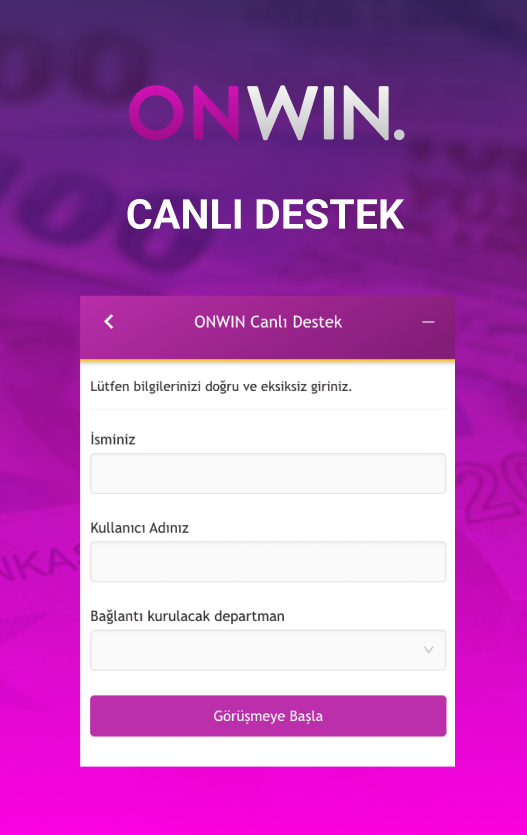 ONWIN.
CANLI DESTEK
ONWIN Canlı Destek
Lütfen bilgilerinizi doğru ve eksiksiz giriniz.
İsminiz
Kullanıcı Adınız
Bağlantı kurulacak departman
Görüşmeye Başla